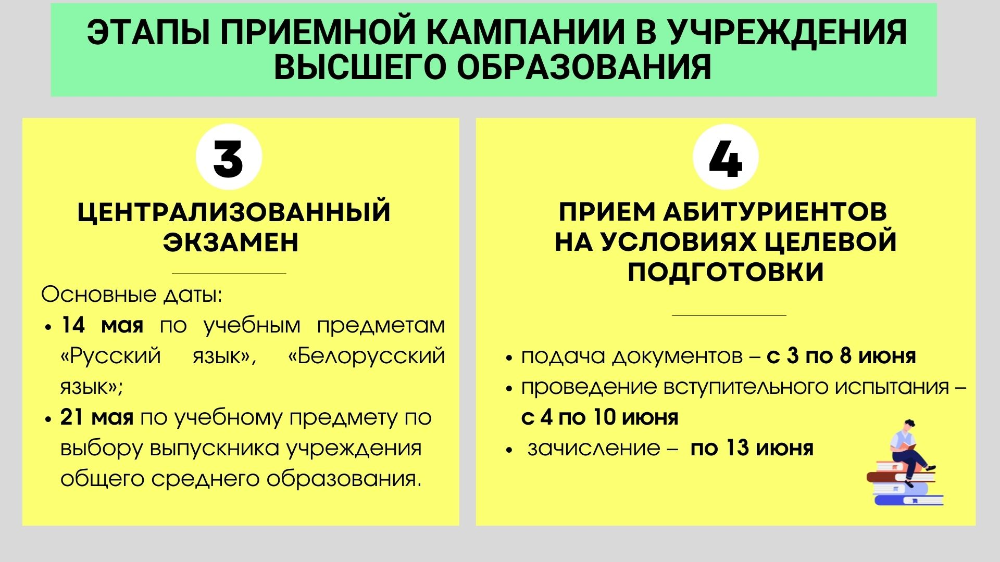 ЭТАПЫ ПРИЕМНОЙ КАМПАНИИ В УЧРЕЖДЕНИЯ
ВЫСШЕГО ОБРАЗОВАНИЯ
3
ЦЕНТРАЛИЗОВАННЫЙ
ЭКЗАМЕН
Основные даты:
• 14 мая по учебным предметам
«Русский язык», «Белорусский
язык»;
• 21 мая по учебному предмету по
выбору выпускника учреждения
общего среднего образования.
4
ПРИЕМ АБИТУРИЕНТОВ
НА УСЛОВИЯХ ЦЕЛЕВОЙ
ПОДГОТОВКИ
• подача документов – с 3 по 8 июня
• проведение вступительного испытания –
с 4 по 10 июня
• зачисление – по 13 июня